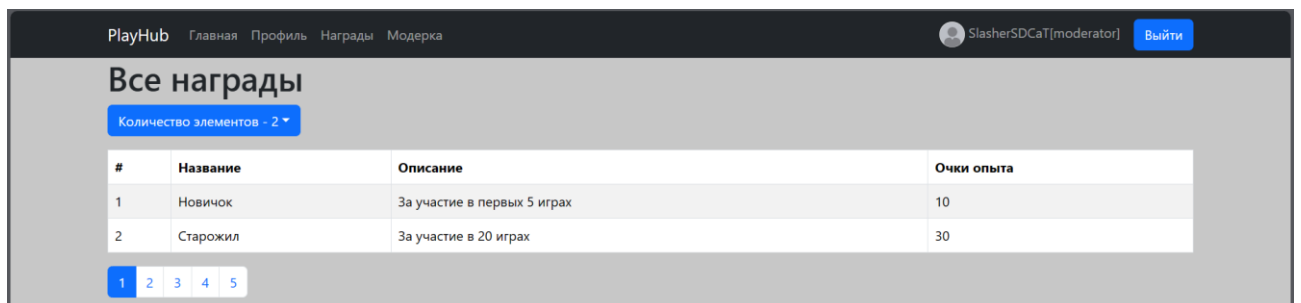 PlayHub Главная Профиль Награды Модерка SlasherSDCaT[moderator] Выйти
Все награды
Количество элементов - 2
# Название Описание Очки опыта
1 Новичок За участие в первых 5 играх 10
2 Старожил За участие в 20 играх 30
1 2 3 4 5